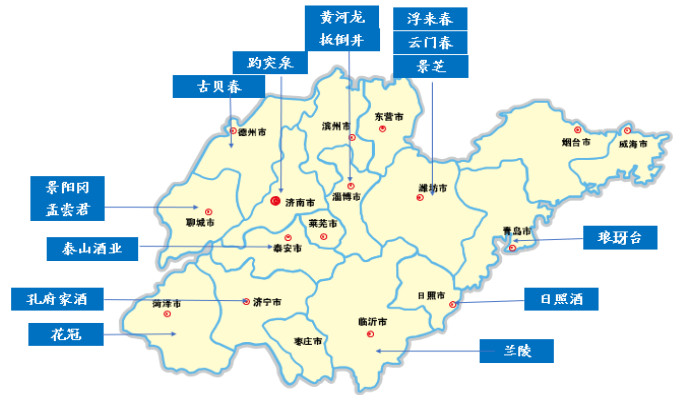 黄河龙
扳倒井
浮来春
云门春
景芝
趵突泉
古贝春
东营市
滨州市
德州市
烟台市
威海市
景阳冈
孟尝君
潍坊市
淄博市
济南市
聊城市
莱芜市
青岛市
琅琊台
泰山酒业
泰安市
孔府家酒
菏泽市
济宁市
日照市
日照酒
花冠
临沂市
枣庄市
兰陵